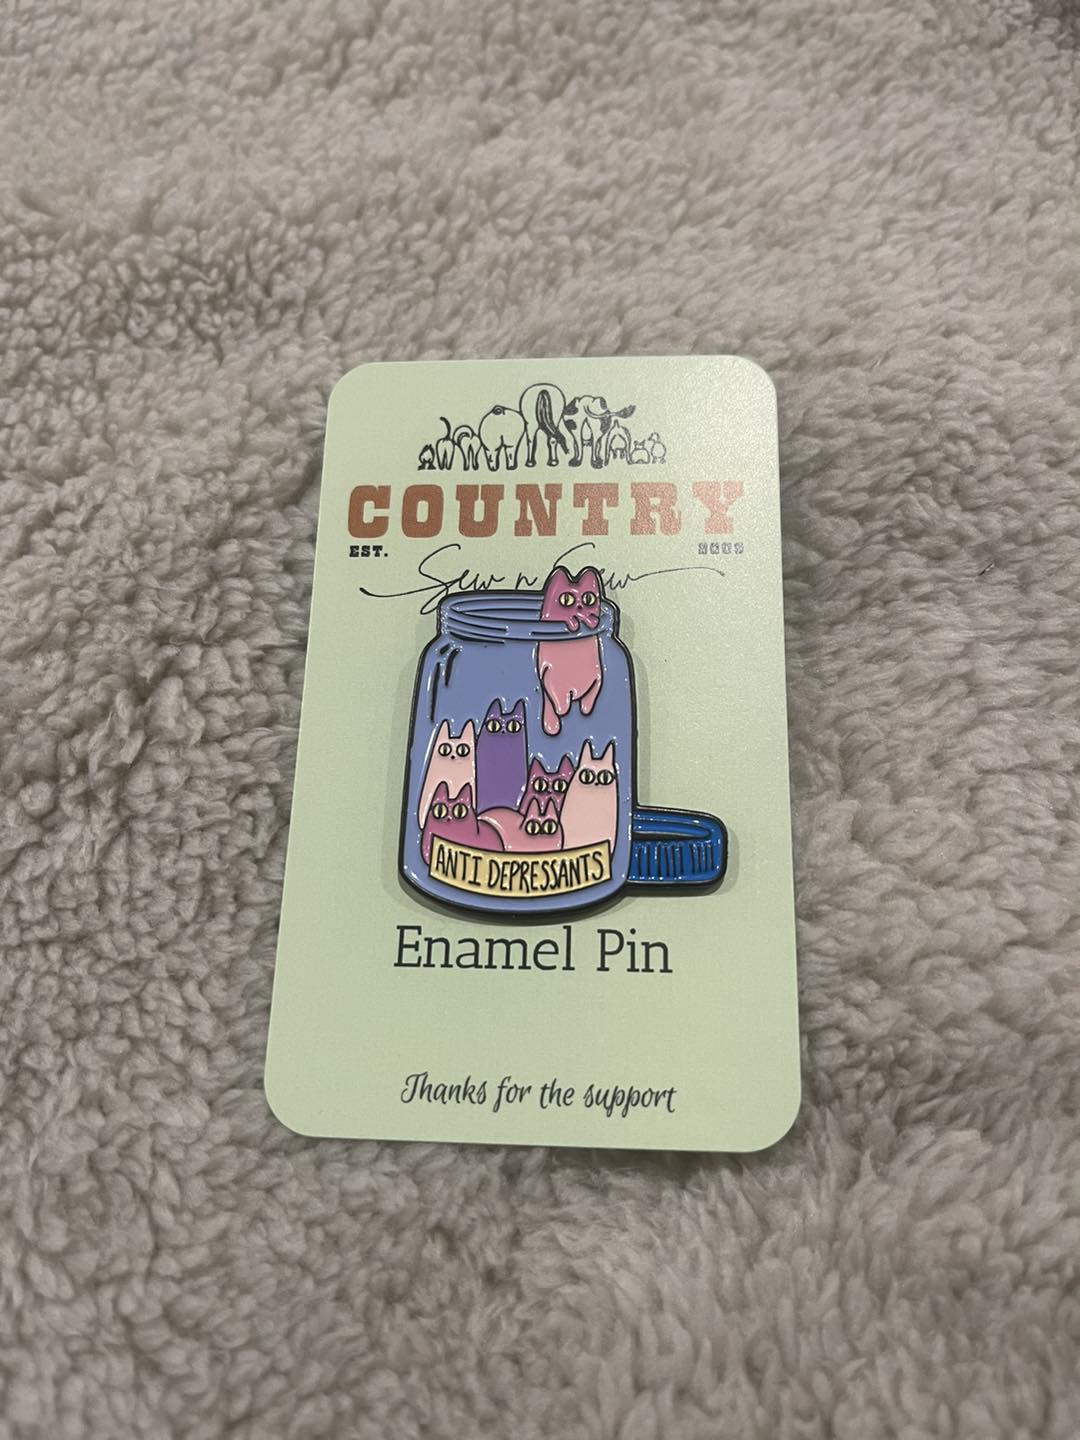 COUNTRY
EST.
Sew n
ANTI DEPRESSANTS
Enamel Pin
Thanks for the support